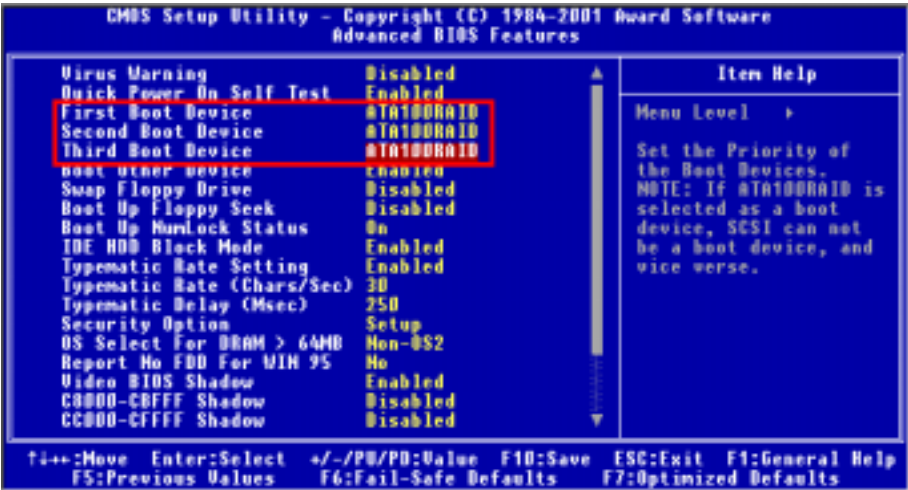 CMOS Setup Utility - Copyright (C) 1984-2001 Award Software
Advanced BIOS Features
Virus Warning Disabled
Quick Power On Self Test Enabled
First Boot Device ATA100RAID
Second Boot Device ATA100RAID
Third Boot Device ATA100RAID
Boot Other Device Enabled
Swap Floppy Drive Disabled
Boot Up Floppy Seek Disabled
Boot Up NumLock Status On
IDE HDD Block Mode Enabled
Typematic Rate Setting Enabled
Typematic Rate (Chars/Sec) 30
Typematic Delay (Msec) 250
Security Option Setup
OS Select For DRAM > 64MB Non-OS2
Report No FDD For WIN 95 No
Video BIOS Shadow Enabled
C8000-CBFFF Shadow Disabled
CC000-CFFFF Shadow Disabled
Item Help
Menu Level
Set the Priority of
the Boot Devices.
NOTE: If ATA100RAID is
selected as a boot
device, SCSI can not
be a boot device, and
vice verse.
↑↓→←:Move Enter:Select +/-/PU/PD:Value F10:Save ESC:Exit F1:General Help
F5:Previous Values F6:Fail-Safe Defaults F7:Optimized Defaults